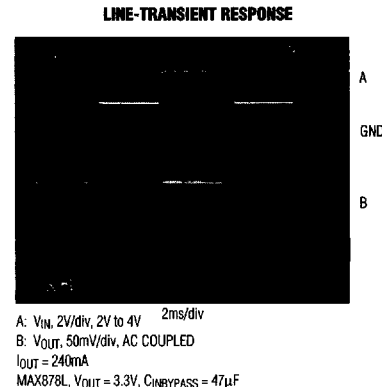 LINE-TRANSIENT RESPONSE
A
GND
B
2ms/div
A: VIN, 2V/div, 2V to 4V
B: VOUT, 50mV/div, AC COUPLED
IOUT = 240mA
MAX878L, VOUT = 3.3V, CINBYPASS = 47µF